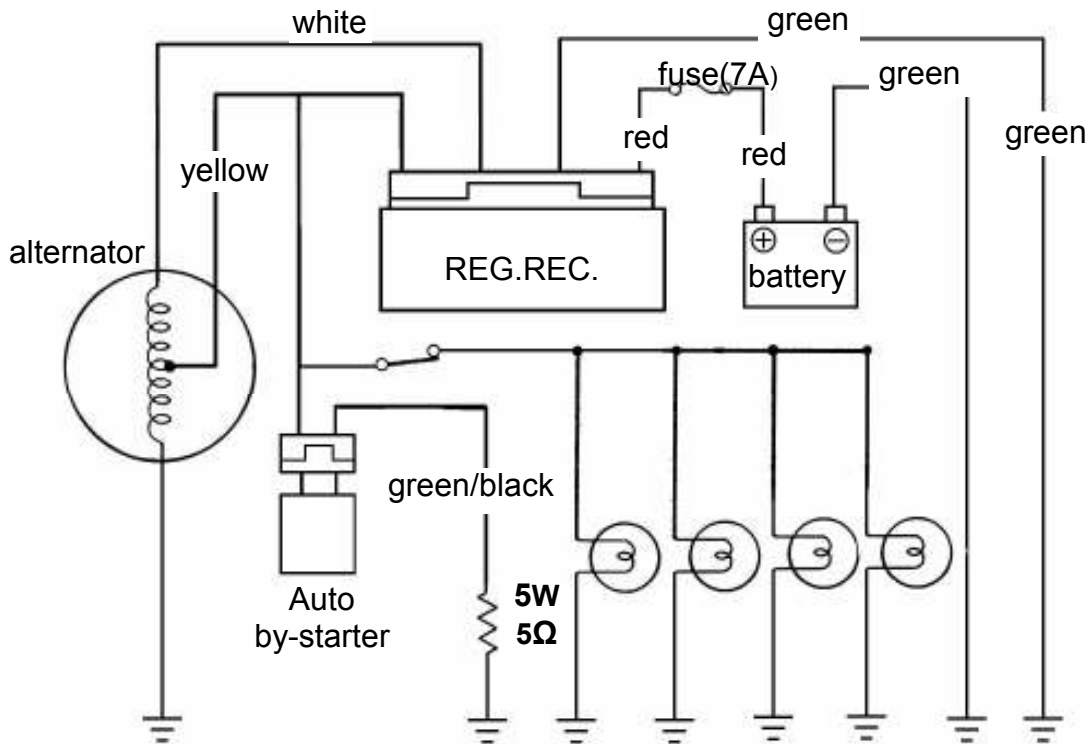 white
green
fuse(7A)
green
red
red
green
yellow
alternator
REG.REC.
battery
green/black
5W
5Ω
Auto
by-starter